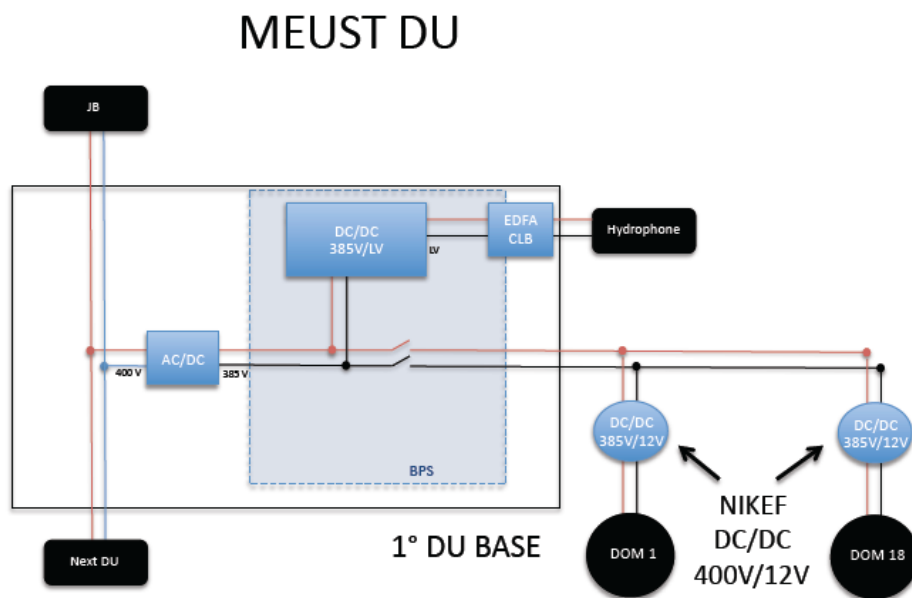 MEUST DU
JB
DC/DC
385V/LV
LV
EDFA
CLB
Hydrophone
AC/DC
400 V
385 V
DC/DC
385V/12V
DC/DC
385V/12V
BPS
NIKEF
DC/DC
400V/12V
1° DU BASE
Next DU
DOM 1
DOM 18